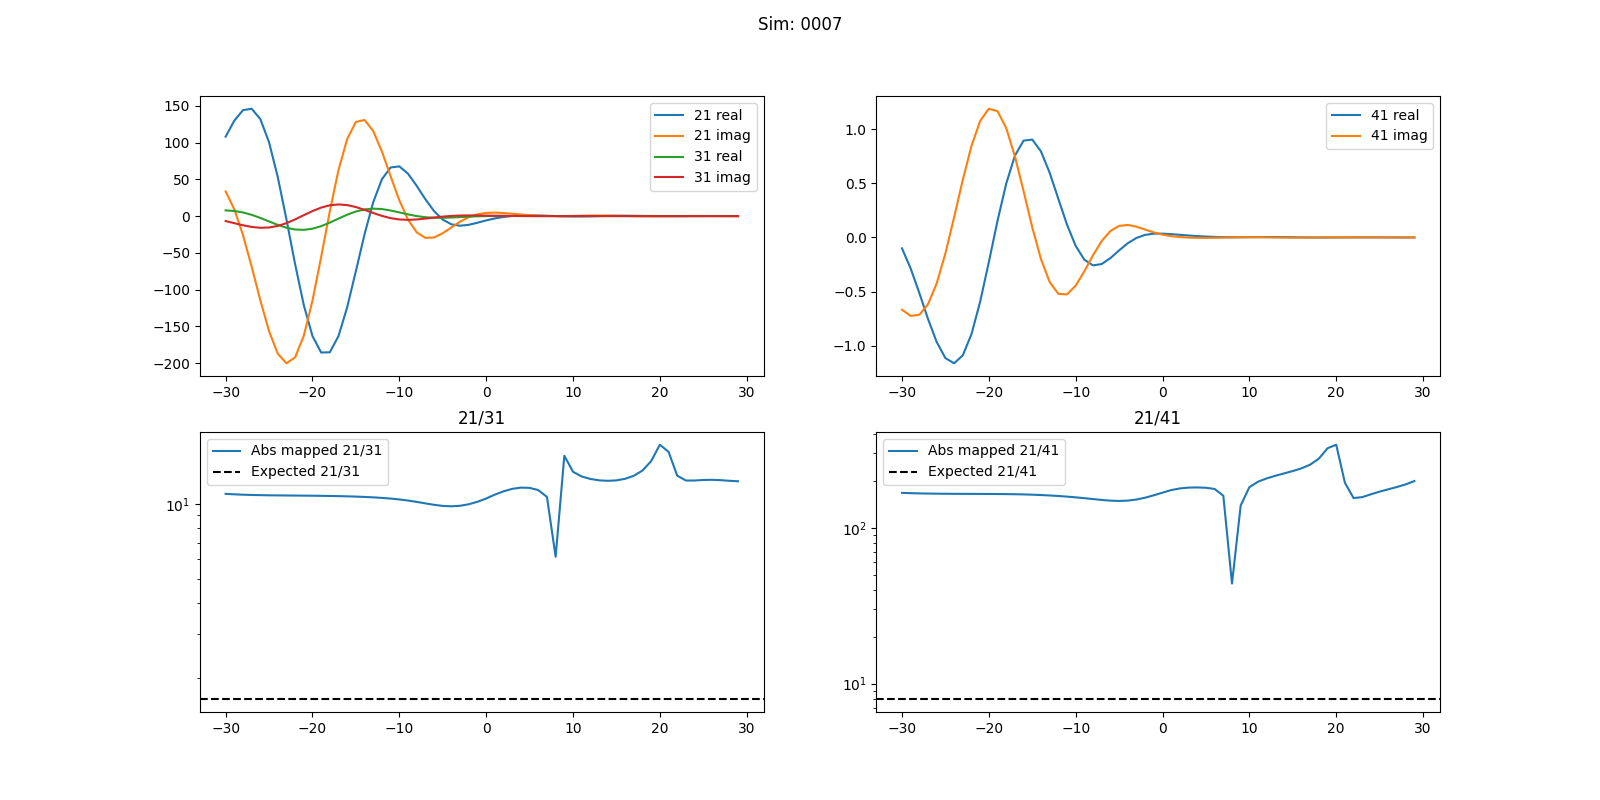 Sim: 0007
150
100
50
0
−50
−100
−150
−200
−30 −20 −10 0 10 20 30
21 real
21 imag
31 real
31 imag
1.0
0.5
0.0
−0.5
−1.0
−30 −20 −10 0 10 20 30
41 real
41 imag
21/31
Abs mapped 21/31
Expected 21/31
10¹
−30 −20 −10 0 10 20 30
21/41
Abs mapped 21/41
Expected 21/41
10²
10¹
−30 −20 −10 0 10 20 30